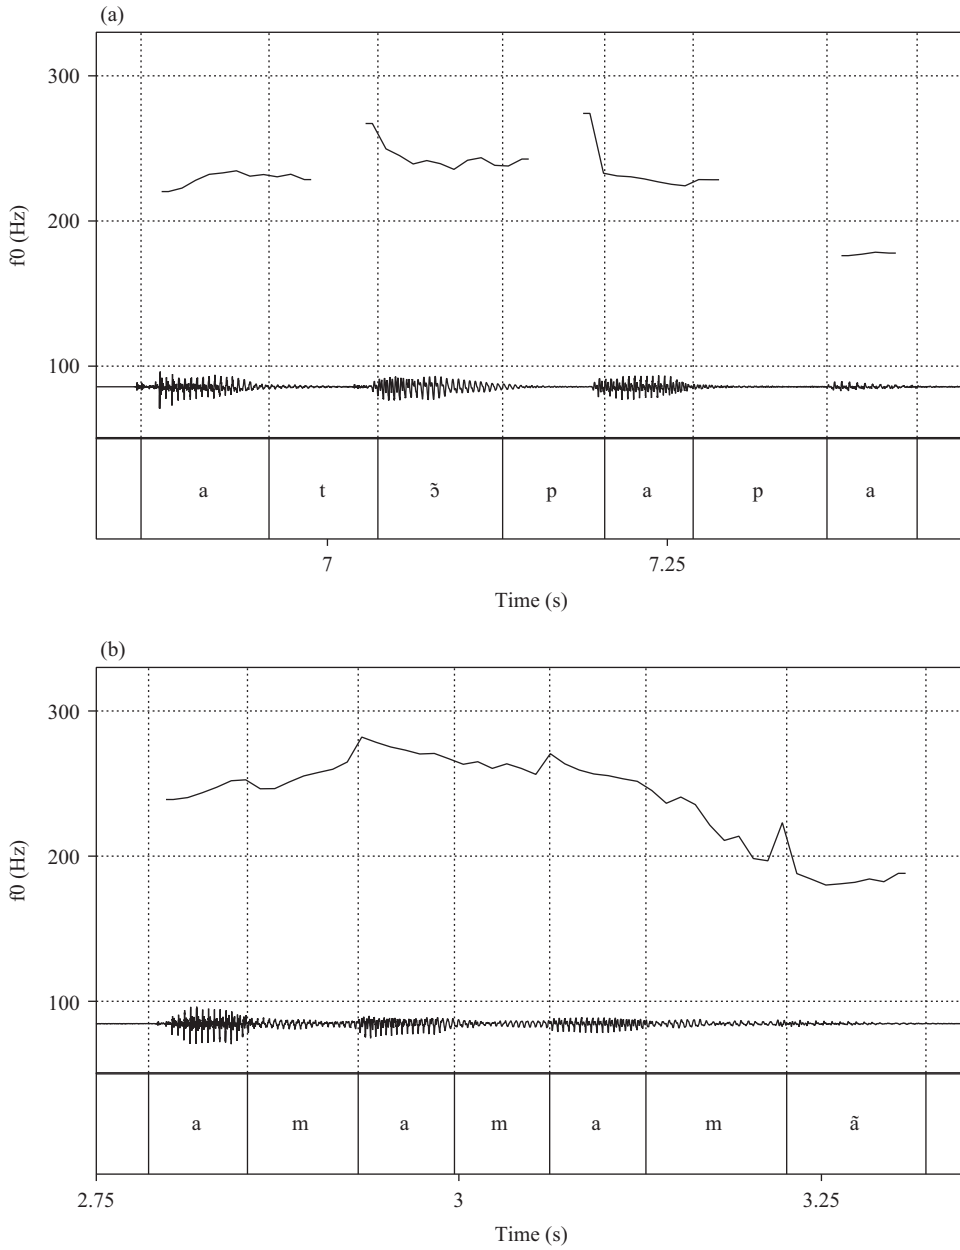 (a)
300
200
100
f0 (Hz)
a t ɔ̃ p a p a
7 7.25
Time (s)
(b)
300
200
100
f0 (Hz)
a m a m a m ã
2.75 3 3.25
Time (s)